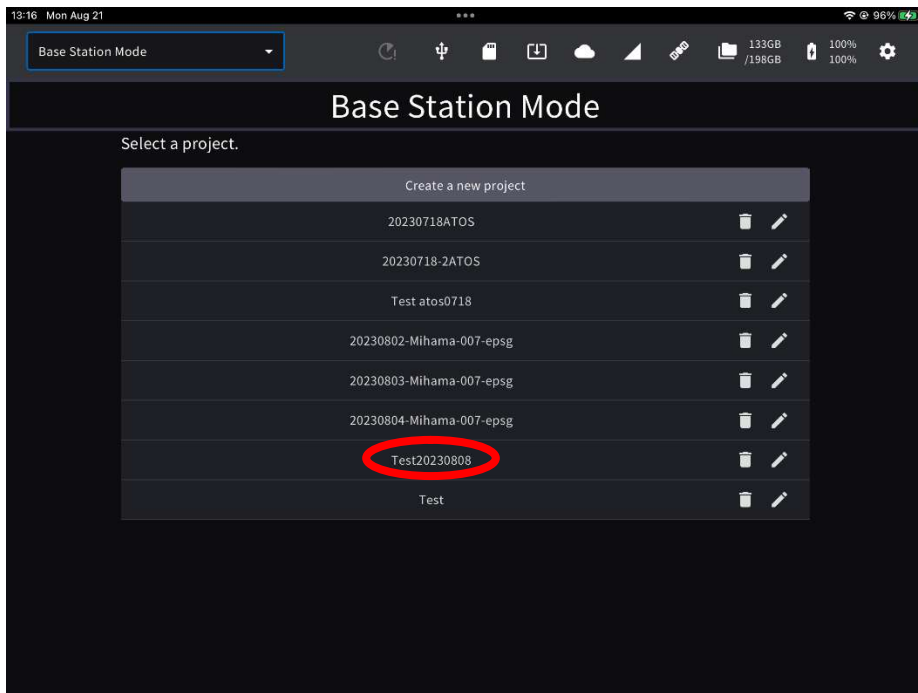 13:16 Mon Aug 21
96%
Base Station Mode
133GB
/198GB
100%
100%
Base Station Mode
Select a project.
Create a new project
20230718ATOS
20230718-2ATOS
Test atos0718
20230802-Mihama-007-epsg
20230803-Mihama-007-epsg
20230804-Mihama-007-epsg
Test20230808
Test